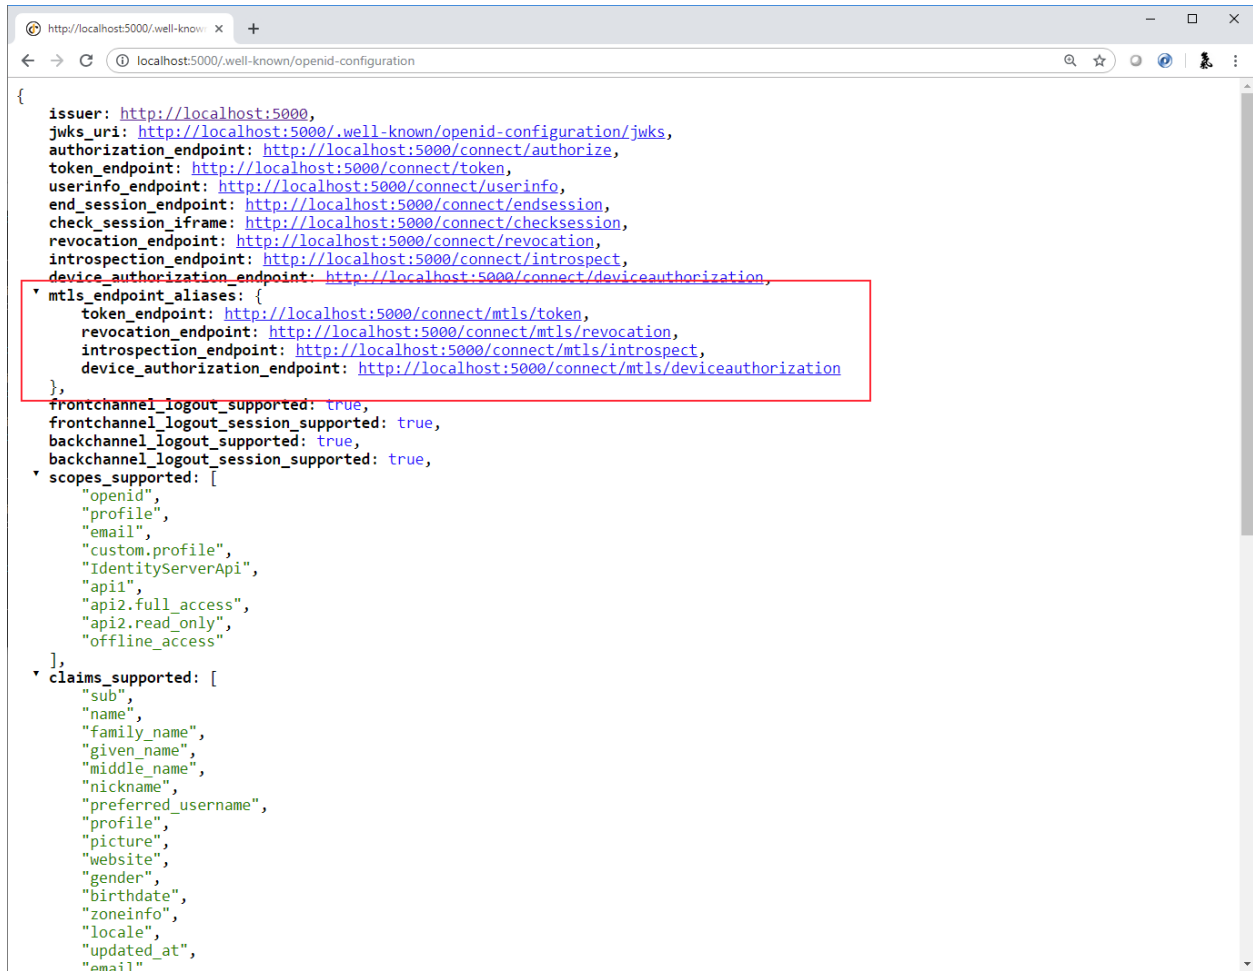 http://localhost:5000/.well-know
localhost:5000/.well-known/openid-configuration
{
issuer: http://localhost:5000,
jwks_uri: http://localhost:5000/.well-known/openid-configuration/jwks,
authorization_endpoint: http://localhost:5000/connect/authorize,
token_endpoint: http://localhost:5000/connect/token,
userinfo_endpoint: http://localhost:5000/connect/userinfo,
end_session_endpoint: http://localhost:5000/connect/endsession,
check_session_iframe: http://localhost:5000/connect/checksession,
revocation_endpoint: http://localhost:5000/connect/revocation,
introspection_endpoint: http://localhost:5000/connect/introspect,
device_authorization_endpoint: http://localhost:5000/connect/deviceauthorization,
mtls_endpoint_aliases: {
token_endpoint: http://localhost:5000/connect/mtls/token,
revocation_endpoint: http://localhost:5000/connect/mtls/revocation,
introspection_endpoint: http://localhost:5000/connect/mtls/introspect,
device_authorization_endpoint: http://localhost:5000/connect/mtls/deviceauthorization
},
frontchannel_logout_supported: true,
frontchannel_logout_session_supported: true,
backchannel_logout_supported: true,
backchannel_logout_session_supported: true,
scopes_supported: [
"openid",
"profile",
"email",
"custom.profile",
"IdentityServerApi",
"api1",
"api2.full_access",
"api2.read_only",
"offline_access"
],
claims_supported: [
"sub",
"name",
"family_name",
"given_name",
"middle_name",
"nickname",
"preferred_username",
"profile",
"picture",
"website",
"gender",
"birthdate",
"zoneinfo",
"locale",
"updated_at",
"email"